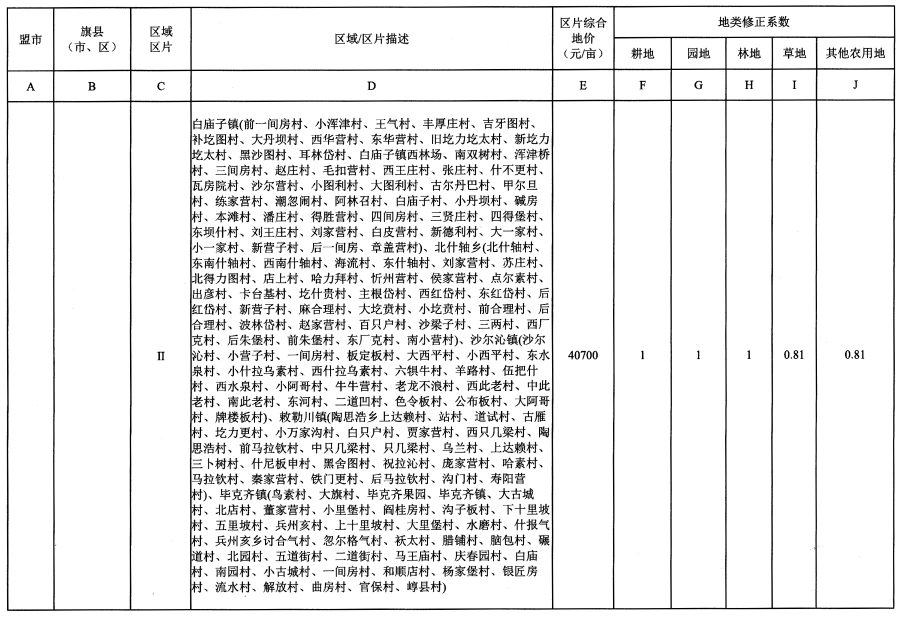 盟市
旗县
（市、区）
区域
区片
区域/区片描述
区片综合
地价
（元/亩）
地类修正系数
耕地
园地
林地
草地
其他农用地
A
B
C
D
E
F
G
H
I
J
白庙子镇(前一间房村、小浑津村、王气村、丰厚庄村、吉牙图村、
补圪图村、大丹坝村、西华营村、东华营村、旧圪力圪太村、新圪力
圪太村、黑沙图村、耳林岱村、白庙子镇西林场、南双树村、浑津桥
村、三间房村、赵庄村、毛扣营村、西王庄村、张庄村、什不更村、
瓦房院村、沙尔营村、小图利村、大图利村、古尔丹巴村、甲尔旦
村、练家营村、潮忽闹村、阿林召村、白庙子村、小丹坝村、碱房
村、本滩村、潘庄村、得胜营村、四间房村、三贤庄村、四得堡村、
东坝什村、刘王庄村、刘家营村、白皮营村、新德利村、大一家村、
小一家村、新营子村、后一间房、章盖营村)、北什轴乡(北什轴村、
东南什轴村、西南什轴村、海流村、东什轴村、刘家营村、苏庄村、
北得力图村、店上村、哈力拜村、忻州营村、侯家营村、点尔素村、
出彦村、卡台基村、圪什贵村、主根岱村、西红岱村、东红岱村、后
红岱村、新营子村、麻合理村、大圪贲村、小圪贲村、前合理村、后
合理村、波林岱村、赵家营村、百只户村、沙梁子村、三两村、西厂
克村、后朱堡村、前朱堡村、东厂克村、南小营村)、沙尔沁镇(沙尔
沁村、小营子村、一间房村、板定板村、大西平村、小西平村、东水
泉村、小什拉乌素村、西什拉乌素村、六犋牛村、羊路村、伍把什
村、西水泉村、小阿哥村、牛牛营村、老龙不浪村、西此老村、中此
老村、南此老村、东河村、二道凹村、色令板村、公布板村、大阿哥
村、牌楼板村)、敕勒川镇(陶思浩乡上达赖村、站村、道试村、古雁
村、圪力更村、小万家沟村、白只户村、贾家营村、西只几梁村、陶
思浩村、前马拉钦村、中只几梁村、只几梁村、乌兰村、上达赖村、
三卜树村、什尼板申村、黑舍图村、祝拉沁村、庞家营村、哈素村、
马拉钦村、秦家营村、铁门更村、后马拉钦村、沟门村、寿阳营
村)、毕克齐镇(鸟素村、大旗村、毕克齐果园、毕克齐镇、大古城
村、北店村、董家营村、小里堡村、阎桂房村、沟子板村、下十里坡
村、五里坡村、兵州亥村、上十里坡村、大里堡村、水磨村、什报气
村、兵州亥乡讨合气村、忽尔格气村、袄太村、腊铺村、脑包村、碾
道村、北园村、五道街村、二道街村、马王庙村、庆春园村、白庙
村、南园村、小古城村、一间房村、和顺店村、杨家堡村、银匠房
村、流水村、解放村、曲房村、官保村、崞县村)
Ⅱ
40700
1
1
1
0.81
0.81